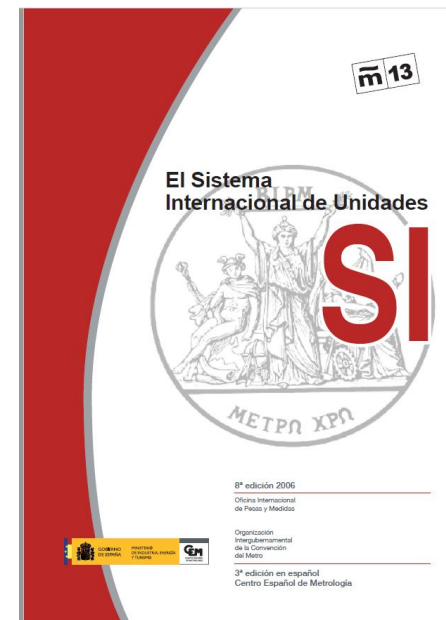 m̃ 13
El Sistema
Internacional de Unidades
SI
BIPM
ΜΕΤΡΩ ΧΡΩ
8ª edición 2006
Oficina Internacional
de Pesas y Medidas
Organización
Intergubernamental
de la Convención
del Metro
3ª edición en español
Centro Español de Metrología
GOBIERNO
DE ESPAÑA
MINISTERIO
DE INDUSTRIA, ENERGÍA
Y TURISMO
CEM